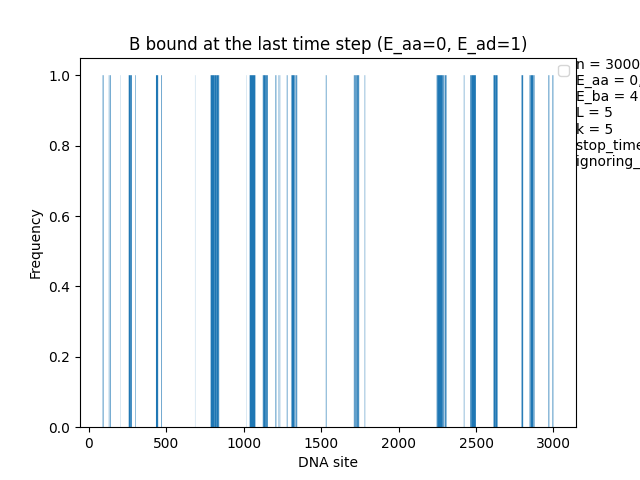 B bound at the last time step (E_aa=0, E_ad=1)
n = 3000
E_aa = 0,
E_ba = 4
L = 5
k = 5
stop_time
ignoring_
1.0
0.8
0.6
0.4
0.2
0.0
Frequency
0 500 1000 1500 2000 2500 3000
DNA site